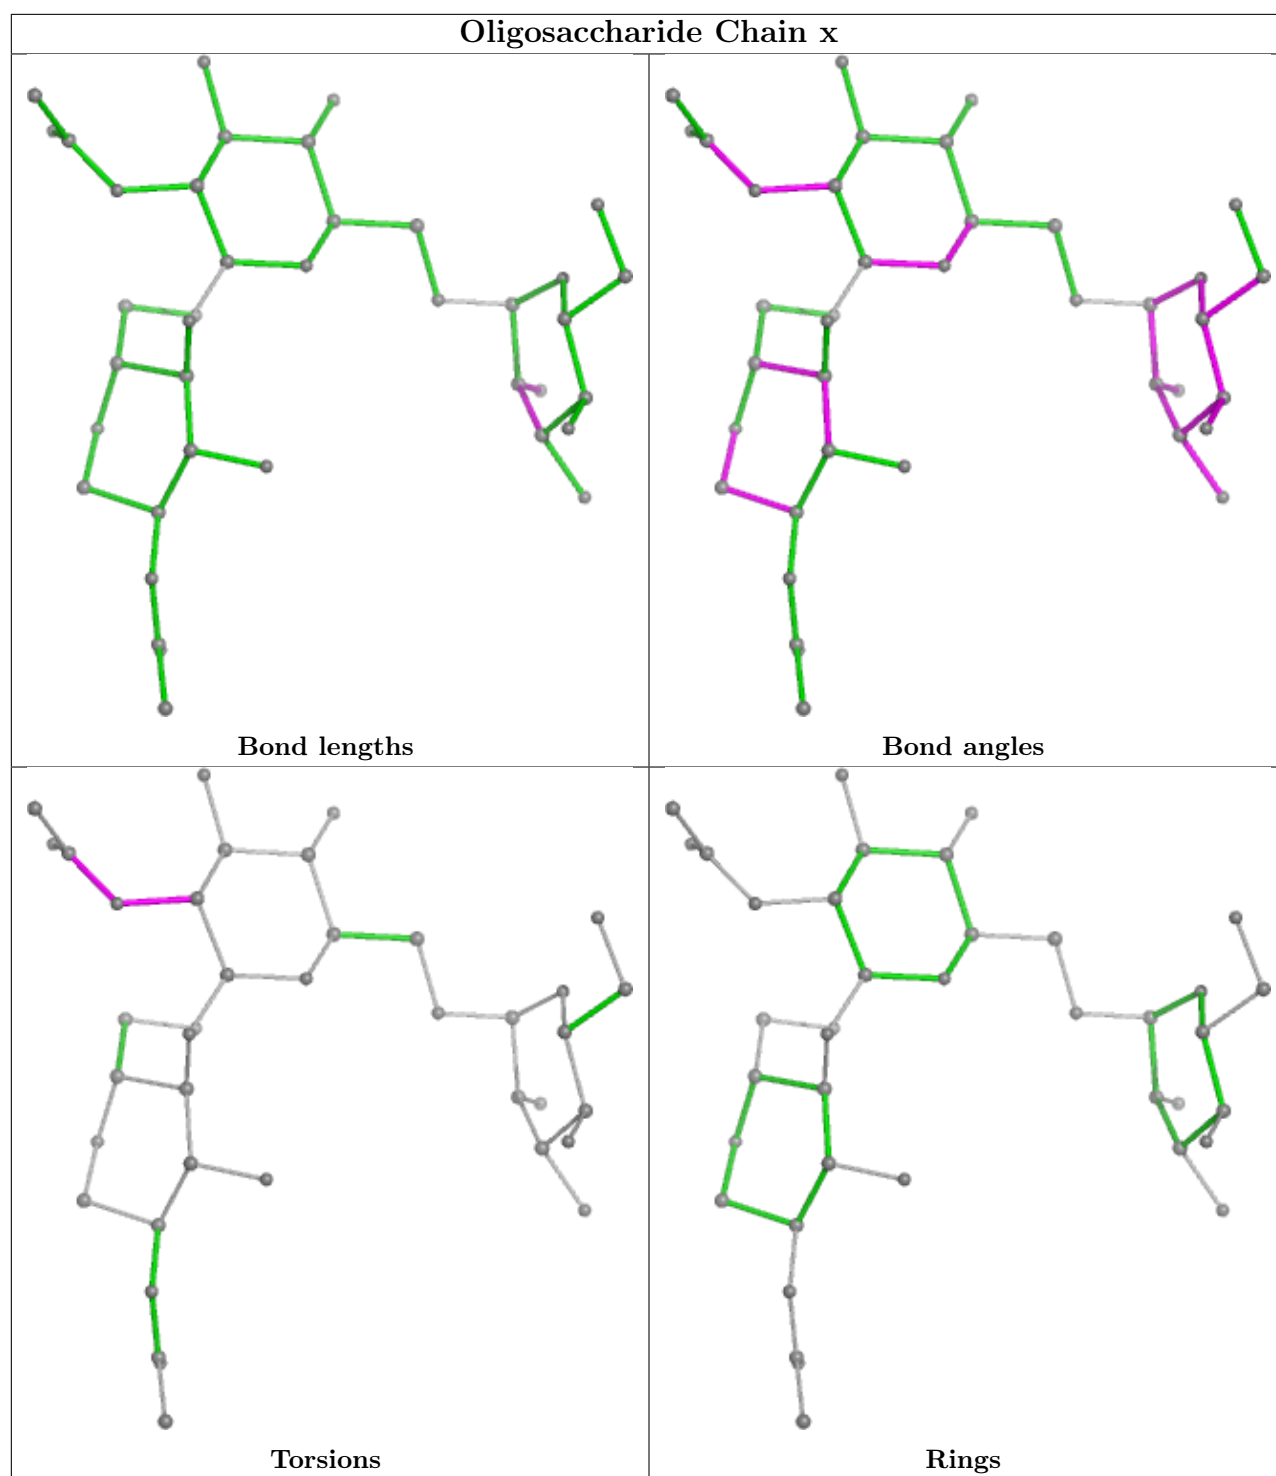 Oligosaccharide Chain x
Bond lengths
Bond angles
Torsions
Rings